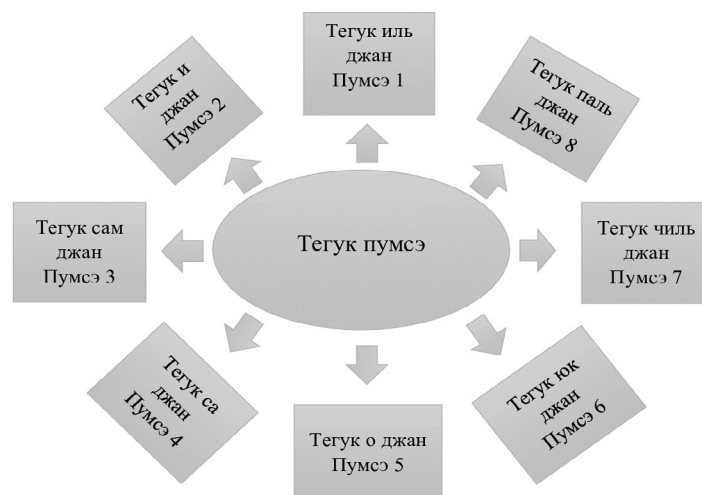 Тегук пумсэ
Тегук иль
джан
Пумсэ 1
Тегук и
джан
Пумсэ 2
Тегук сам
джан
Пумсэ 3
Тегук са
джан
Пумсэ 4
Тегук о джан
Пумсэ 5
Тегук юк
джан
Пумсэ 6
Тегук чиль
джан
Пумсэ 7
Тегук паль
джан
Пумсэ 8